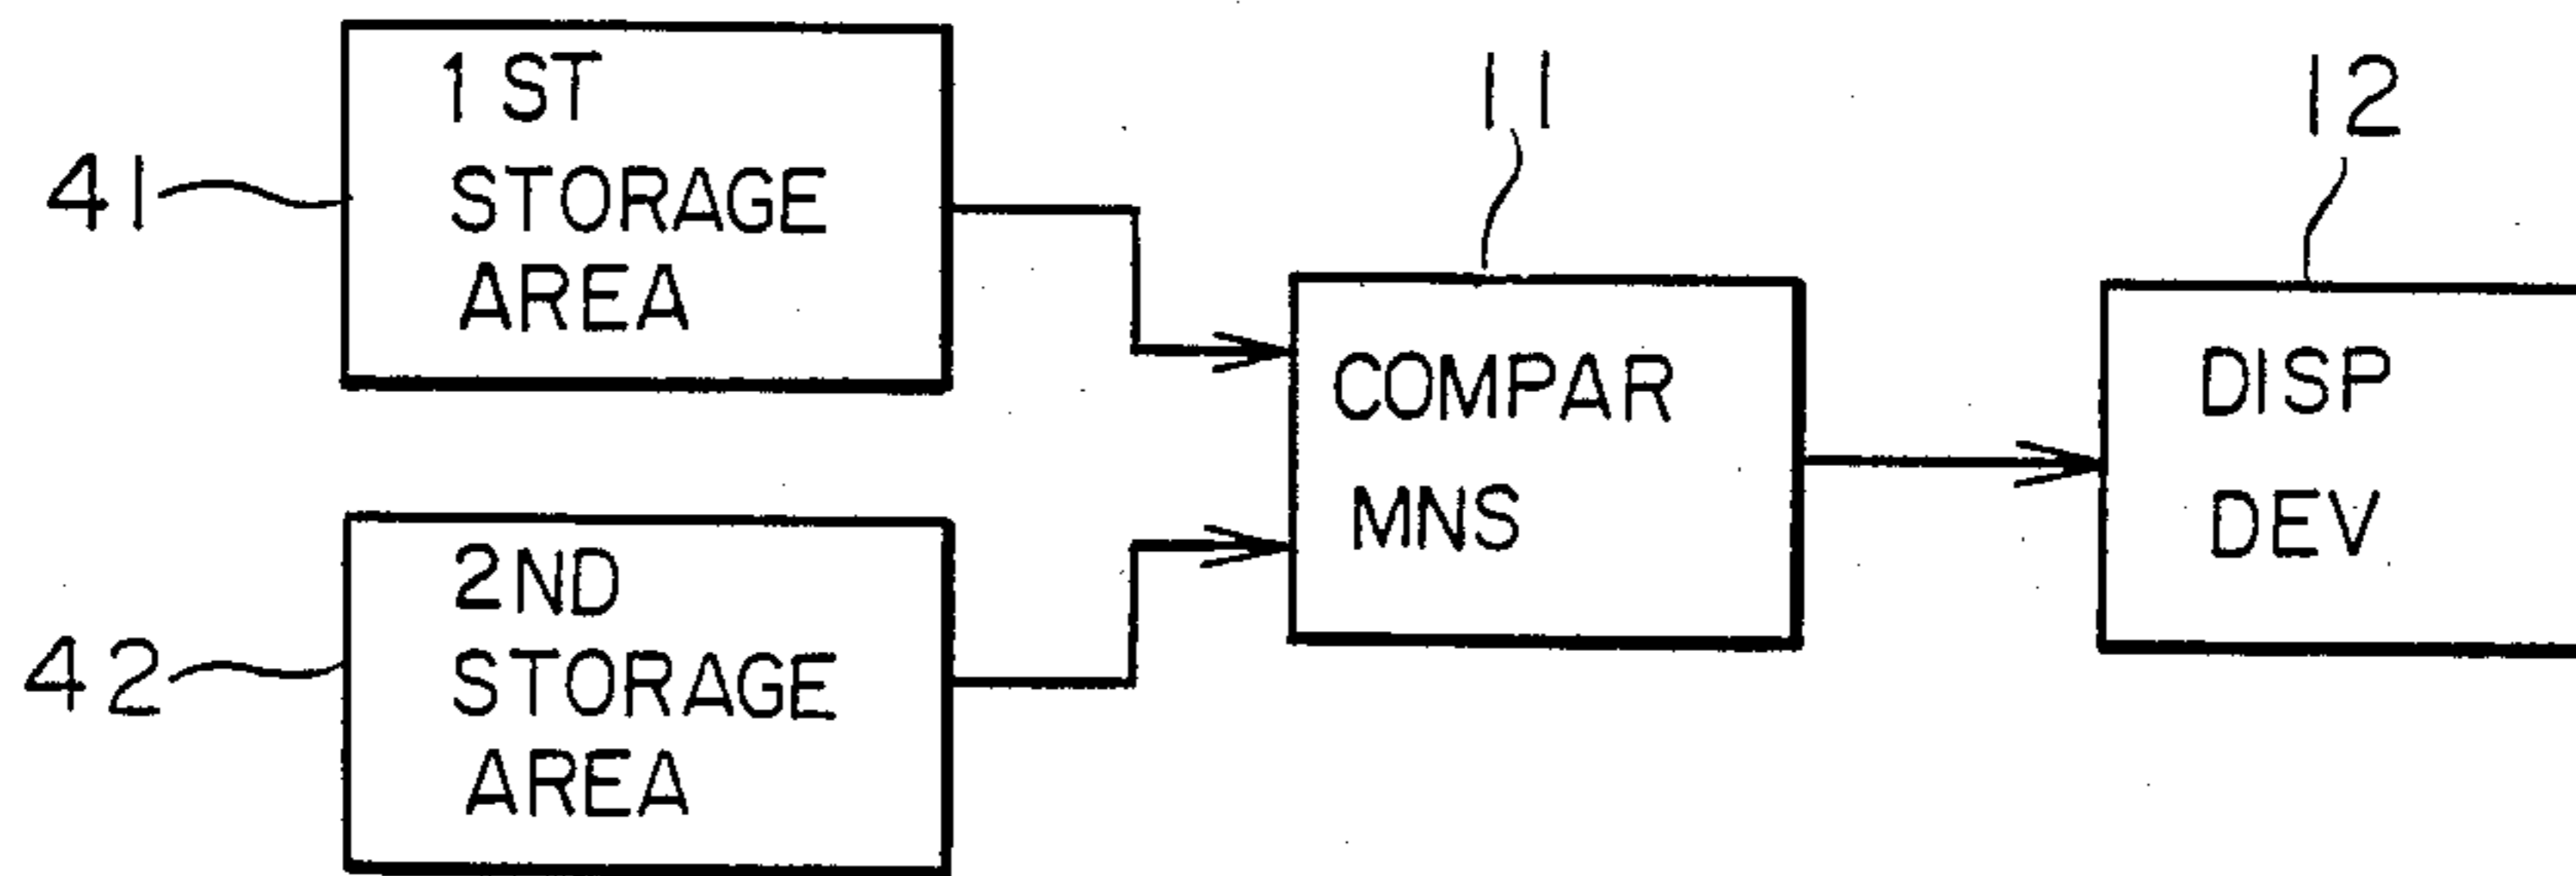 41
1 ST
STORAGE
AREA
42
2ND
STORAGE
AREA
11
COMPAR
MNS
12
DISP
DEV